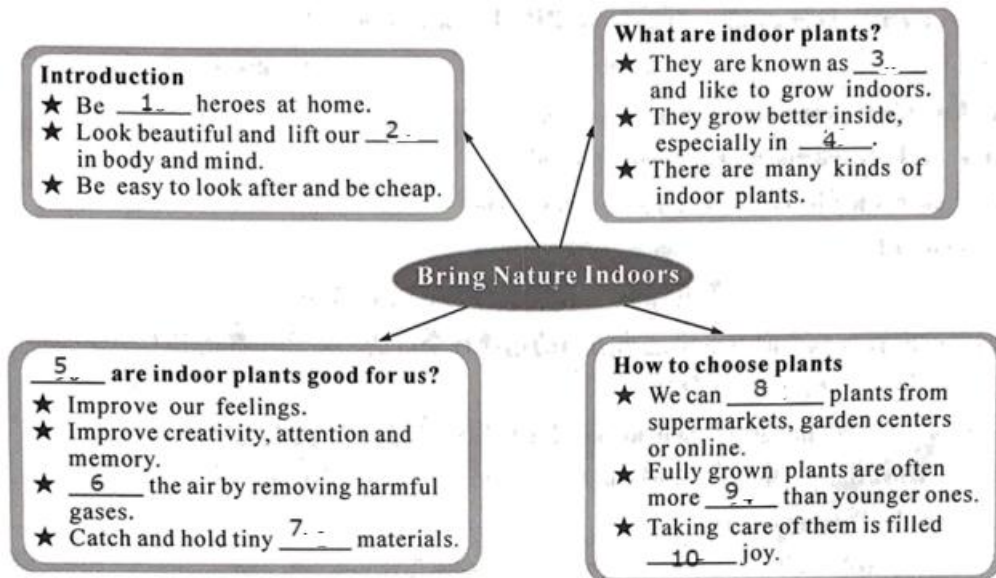 Introduction
★ Be 1 heroes at home.
★ Look beautiful and lift our 2
in body and mind.
★ Be easy to look after and be cheap.
What are indoor plants?
★ They are known as 3
and like to grow indoors.
★ They grow better inside,
especially in 4.
★ There are many kinds of
indoor plants.
Bring Nature Indoors
5 are indoor plants good for us?
★ Improve our feelings.
★ Improve creativity, attention and
memory.
★ 6 the air by removing harmful
gases.
★ Catch and hold tiny 7 materials.
How to choose plants
★ We can 8 plants from
supermarkets, garden centers
or online.
★ Fully grown plants are often
more 9 than younger ones.
★ Taking care of them is filled
10 joy.